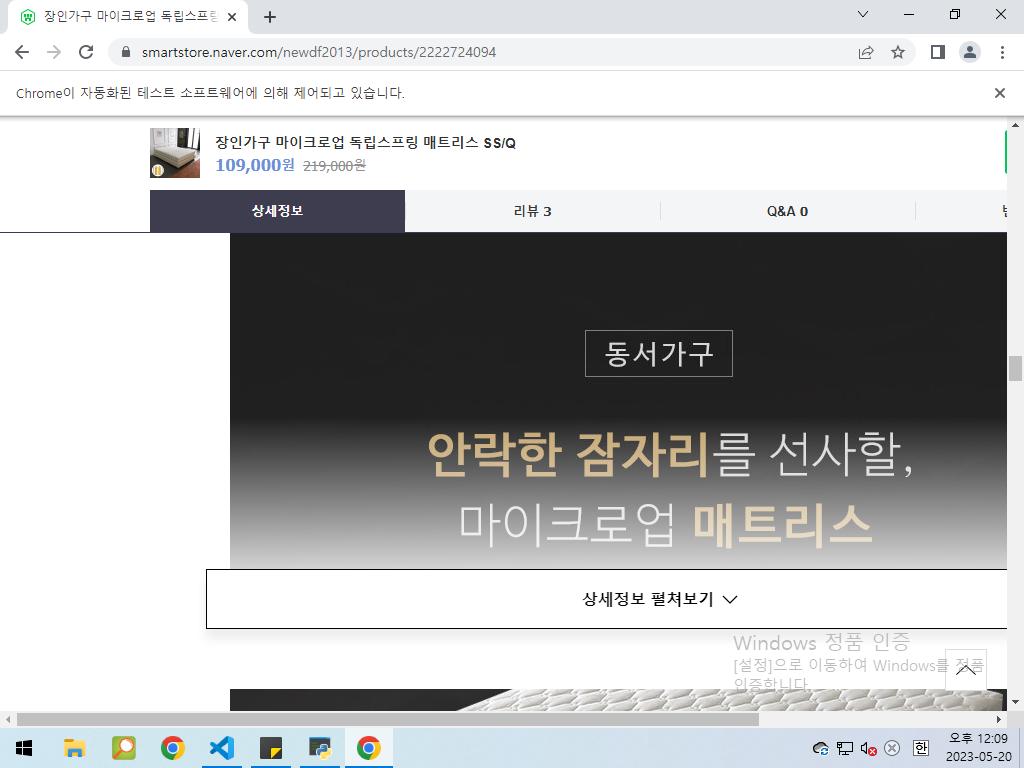 장인가구 마이크로업 독립스프링
smartstore.naver.com/newdf2013/products/2222724094
Chrome이 자동화된 테스트 소프트웨어에 의해 제어되고 있습니다.
장인가구 마이크로업 독립스프링 매트리스 SS/Q
109,000원 219,000원
상세정보
리뷰 3
Q&A 0
동서가구
안락한 잠자리를 선사할,
마이크로업 매트리스
상세정보 펼쳐보기
Windows 정품 인증
[설정]으로 이동하여 Windows를 정품
인증합니다.
한
오후 12:09
2023-05-20